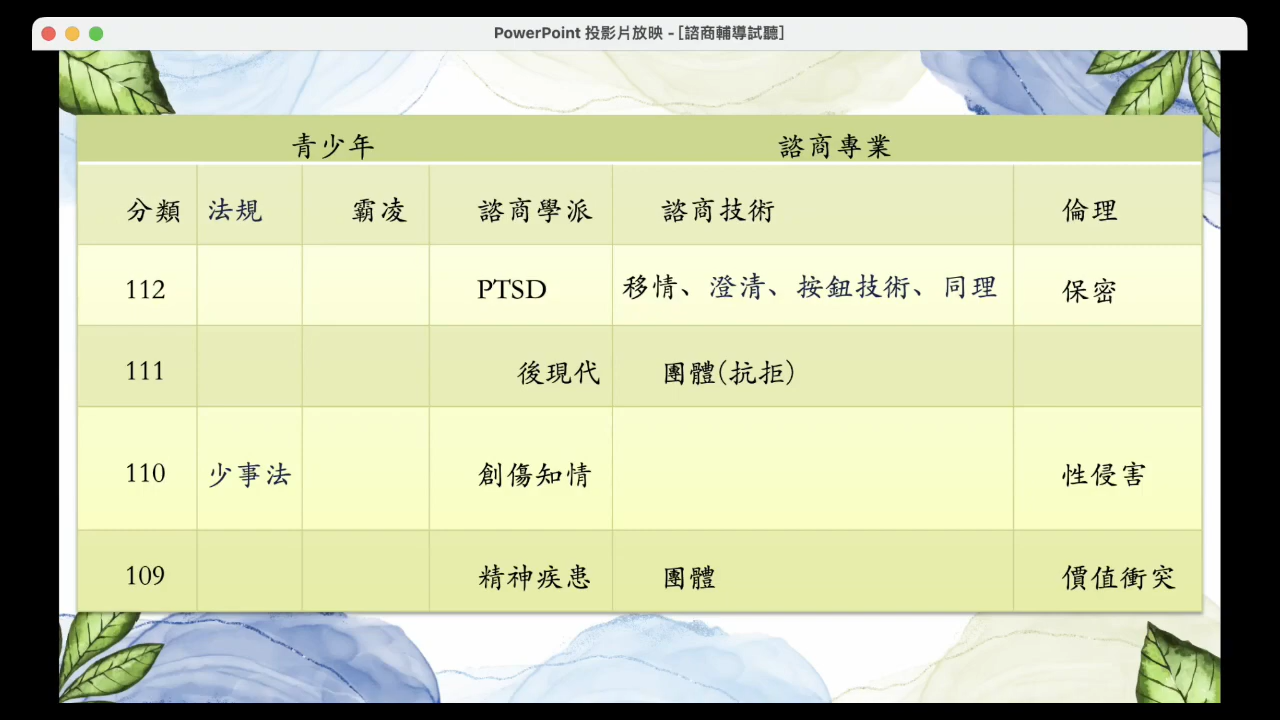 PowerPoint 投影片放映 - [諮商輔導試聽]
青少年 諮商專業
分類 法規 霸凌 諮商學派 諮商技術 倫理
112 PTSD 移情、澄清、按鈕技術、同理 保密
111 後現代 團體(抗拒)
110 少事法 創傷知情 性侵害
109 精神疾患 團體 價值衝突